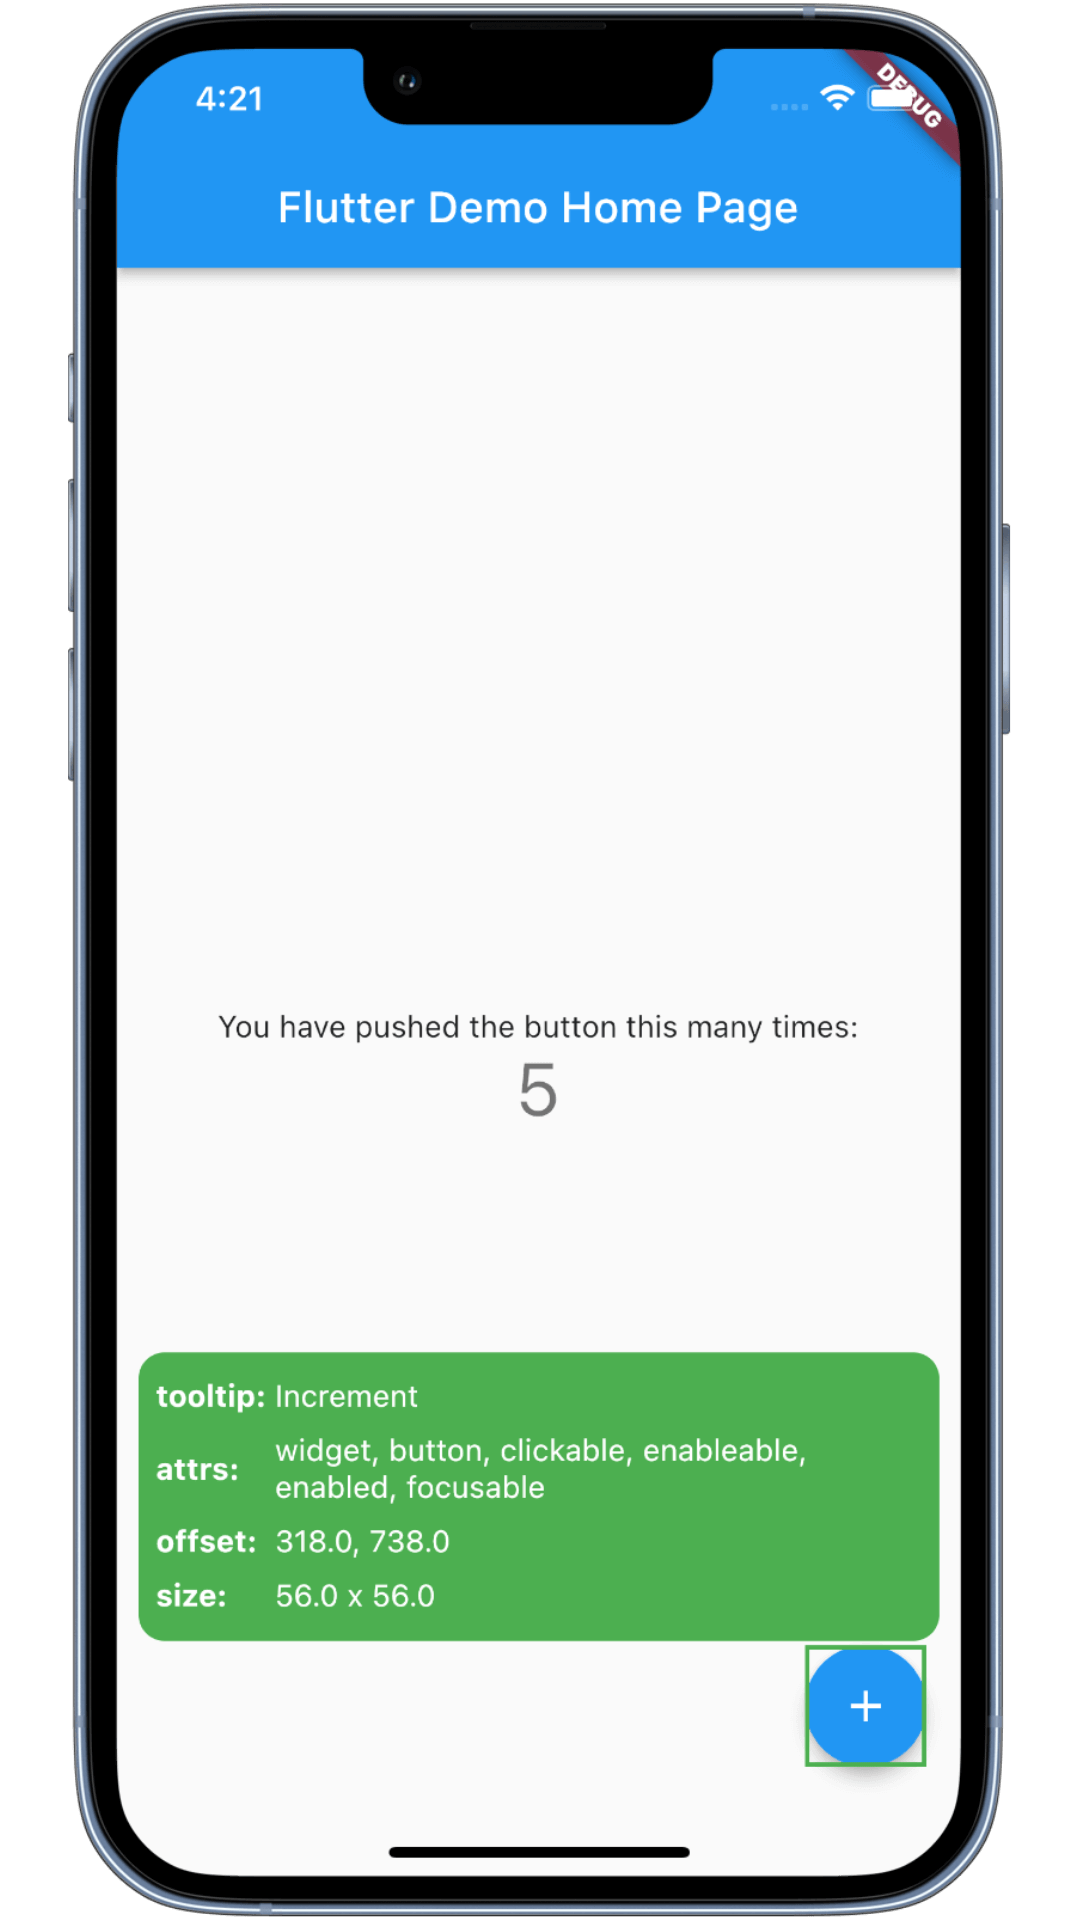 4:21
DEBUG
Flutter Demo Home Page
You have pushed the button this many times:
5
tooltip: Increment
attrs: widget, button, clickable, enableable,
enabled, focusable
offset: 318.0, 738.0
size: 56.0 x 56.0
+